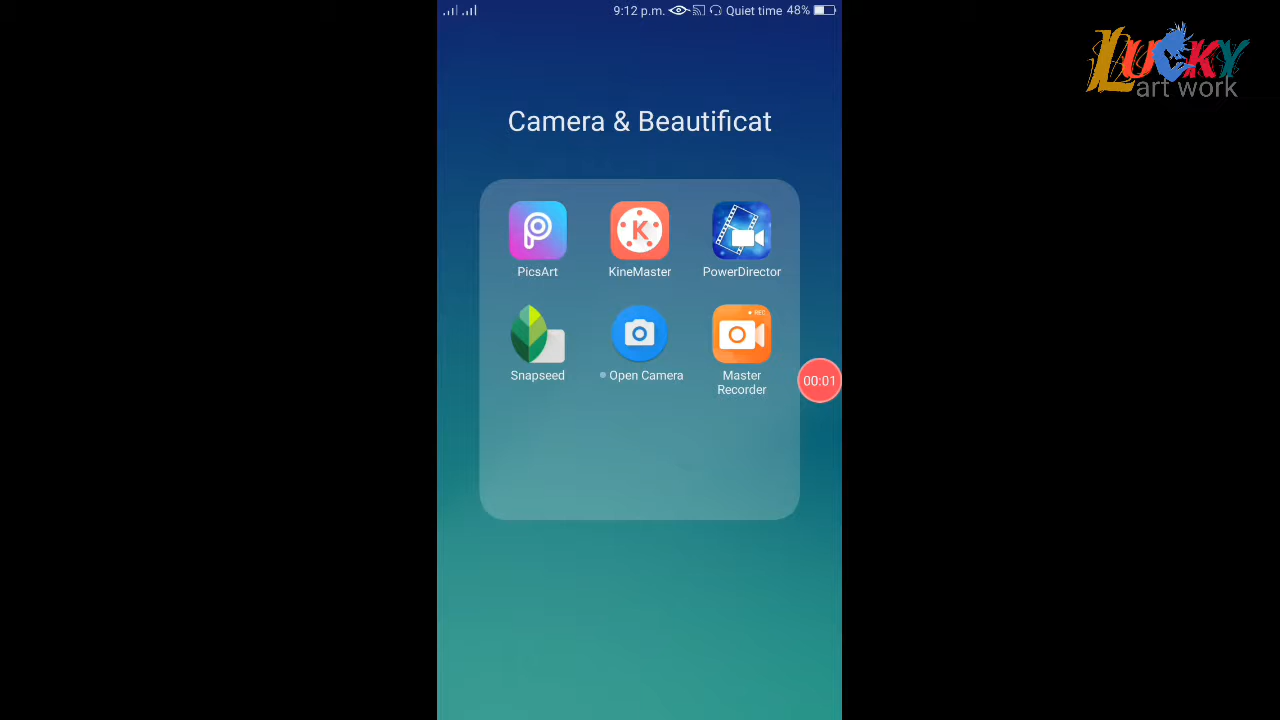 9:12 p.m. Quiet time 48%
LUCKY
art work
Camera & Beautificat
PicsArt
KineMaster
PowerDirector
REC
Snapseed
Open Camera
Master
Recorder
00:01